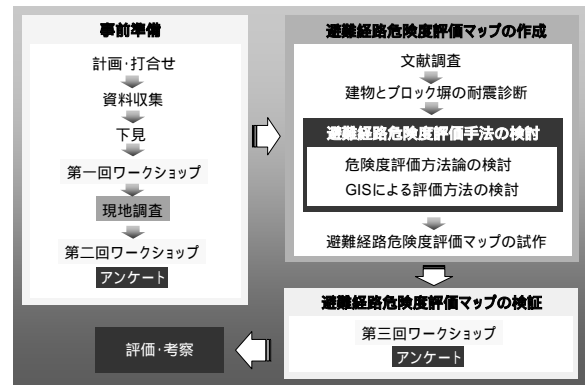 事前準備
計画・打合せ
資料収集
下見
第一回ワークショップ
現地調査
第二回ワークショップ
アンケート
避難経路危険度評価マップの作成
文献調査
建物とブロック塀の耐震診断
避難経路危険度評価手法の検討
危険度評価方法論の検討
GISによる評価方法の検討
避難経路危険度評価マップの試作
避難経路危険度評価マップの検証
第三回ワークショップ
アンケート
評価・考察